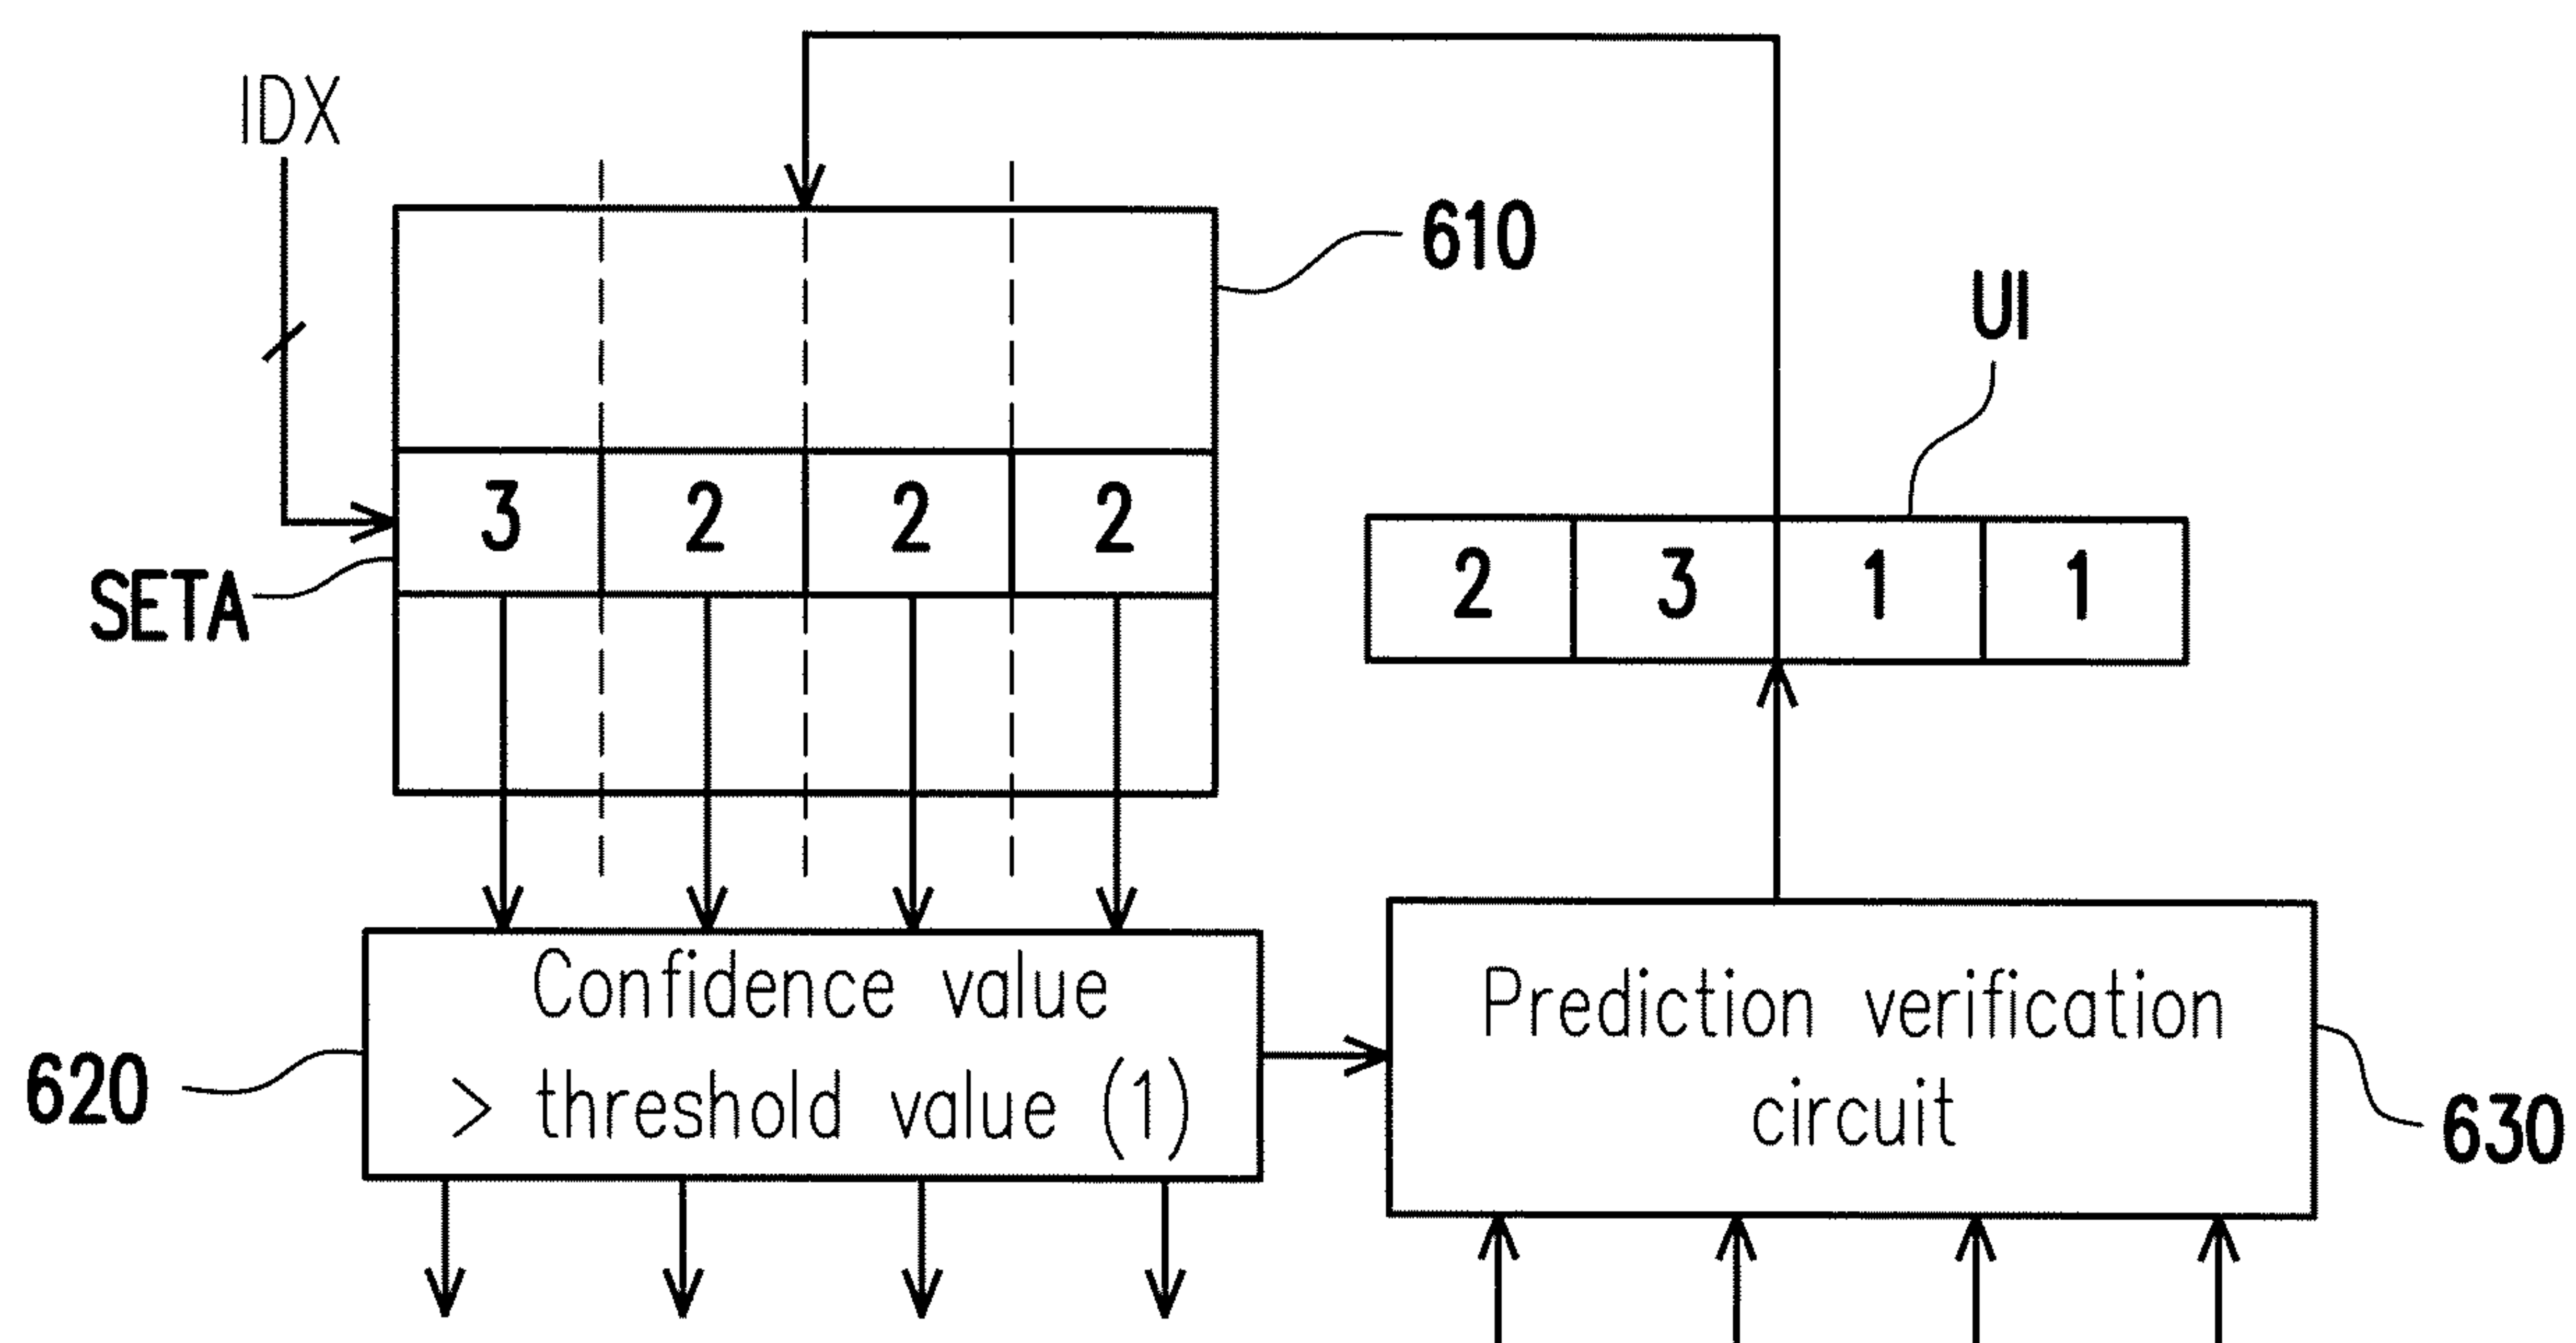 IDX
610
UI
3 2 2 2
SETA
2 3 1 1
Confidence value
> threshold value (1)
620
Prediction verification
circuit
630